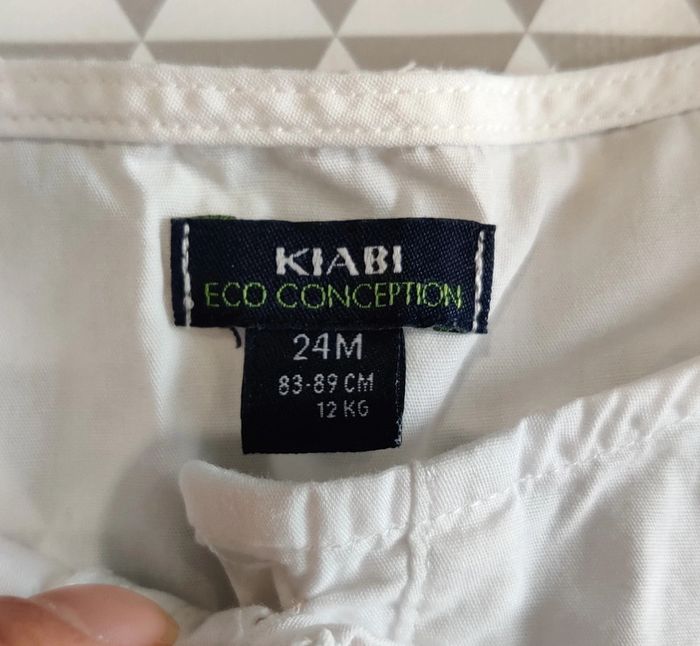 KIABI
ECO CONCEPTION
24M
83-89 CM
12 KG